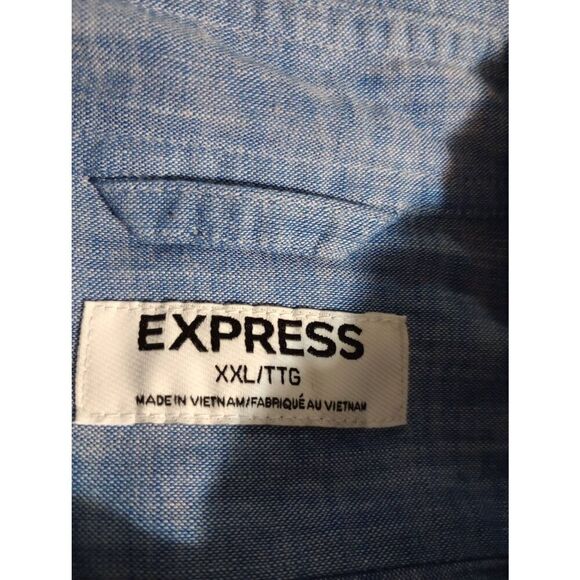 EXPRESS
XXL/TTG
MADE IN VIETNAM/FABRIQUÉ AU VIETNAM